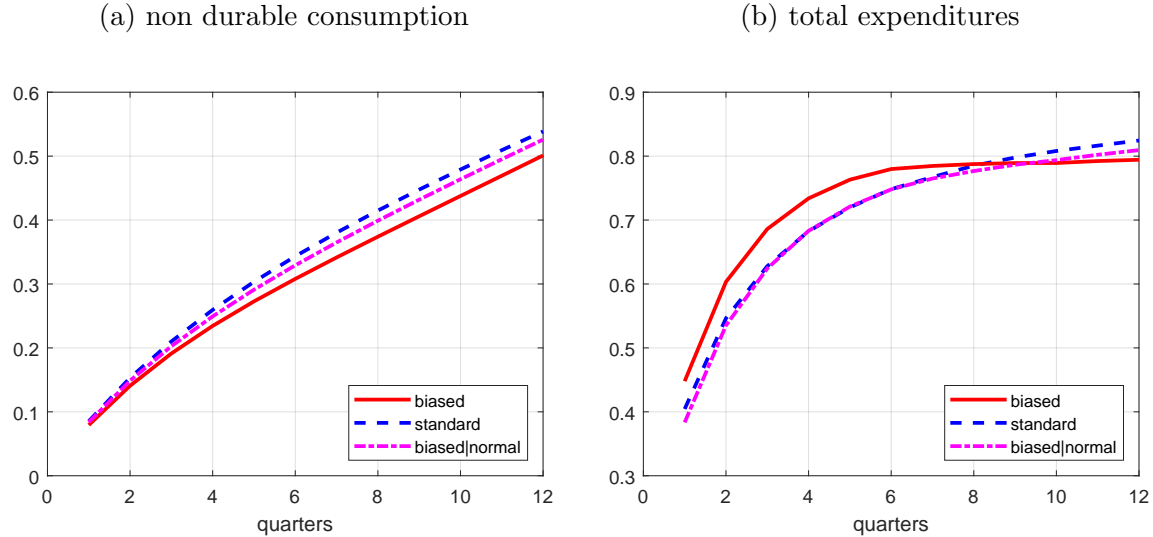 (a) non durable consumption
0.6
0.5
0.4
0.3
0.2
0.1
0
0
2
4
6
8
10
12
quarters
biased
standard
biased|normal
(b) total expenditures
0.9
0.8
0.7
0.6
0.5
0.4
0.3
0
2
4
6
8
10
12
quarters
biased
standard
biased|normal